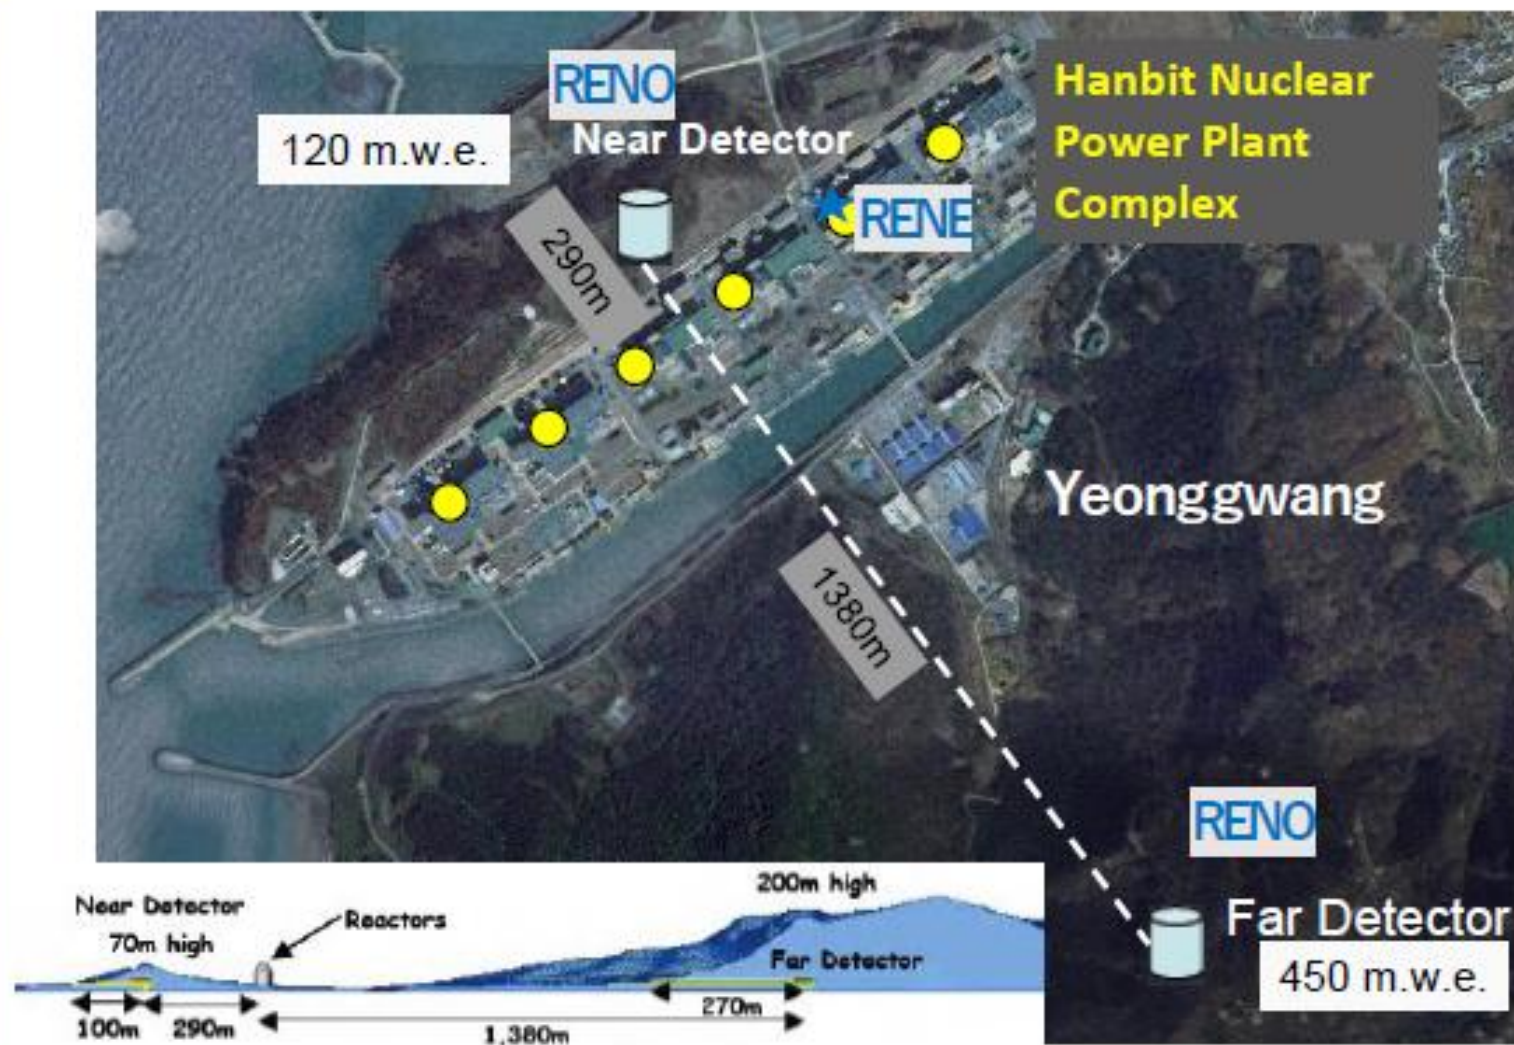 RENO
Near Detector
120 m.w.e.
Hanbit Nuclear
Power Plant
Complex
RENE
290m
Yeonggwang
1380m
RENO
Far Detector
450 m.w.e.
200m high
Near Detector
70m high
Reactors
Far Detector
270m
100m
290m
1,380m